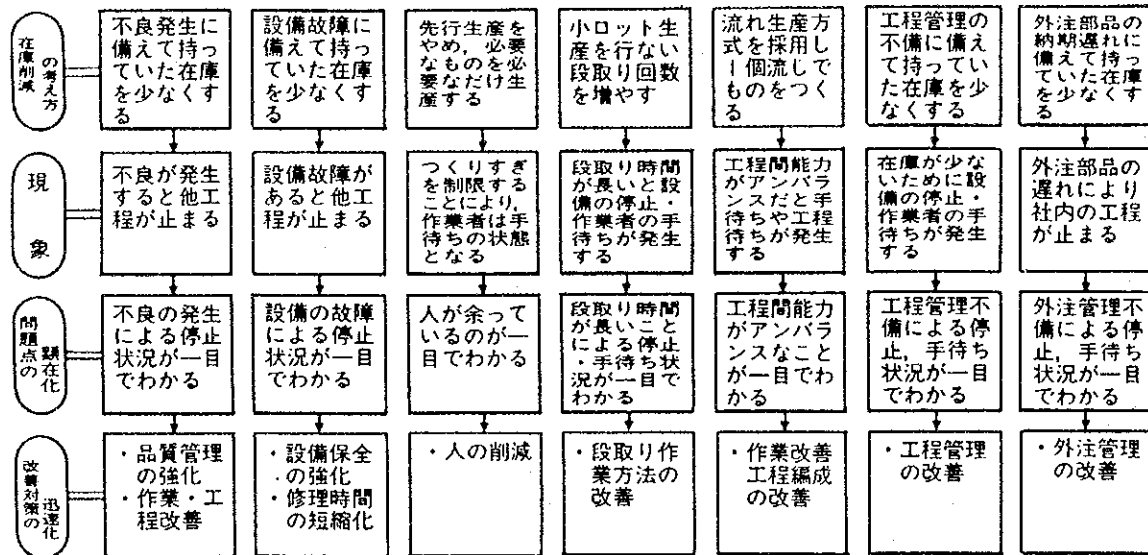 在庫削減
の考え方
不良発生に
備えて持っ
ていた在庫
を少なくす
る
設備故障に
備えて持っ
ていた在庫
を少なくす
る
先行生産を
やめ，必要
なものを必
要なだけ生
産する
小ロット生
産を行ない
段取り回数
を増やす
流れ生産方
式を採用し
1個流しで
ものをつく
る
工程管理の
不備に備え
て持ってい
た在庫を少
なくする
外注部品の
納期遅れに
備えて持っ
ていた在庫
を少なくす
る
現象
不良が発生
すると他工
程が止まる
設備故障が
あると他工
程が止まる
つくりすぎ
を制限する
ことにより，
作業者は手
待ちの状態
となる
段取り時間
が長いと設
備の停止・
作業者の手
待ちが発生
する
工程間能力
がアンバラ
ンスだと手
待ちや工程
待ちが発生
する
在庫が少な
いために設
備の停止・
作業者の手
待ちが発生
する
外注部品の
遅れにより
社内の工程
が止まる
問題点の
顕在化
不良の発生
による停止
状況が一目
でわかる
設備の故障
による停止
状況が一目
でわかる
人が余って
いるのが一
目でわかる
段取り時間
が長いこと
による停止
・手待ち状
況が一目で
わかる
工程間能力
がアンバラ
ンスなこと
が一目でわ
かる
工程管理不
備による停
止，手待ち
状況が一目
でわかる
外注管理不
備による停
止，手待ち
状況が一目
でわかる
改善対策の
迅速化
・品質管理
の強化
・作業・工
程改善
・設備保全
の強化
・修理時間
の短縮化
・人の削減
・段取り作
業方法の
改善
・作業改善
工程編成
の改善
・工程管理
の改善
・外注管理
の改善